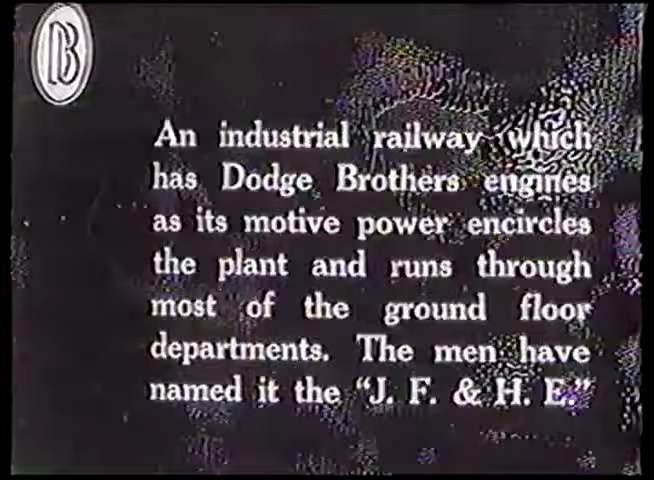 B
An industrial railway which
has Dodge Brothers engines
as its motive power encircles
the plant and runs through
most of the ground floor
departments. The men have
named it the "J. F. & H. E."